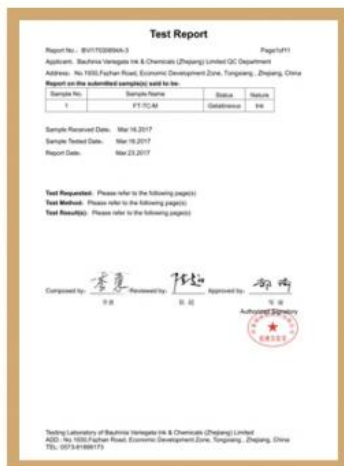 Test Report
Report No.: Page1of11
Applicant: Bauhinia Variegata Ink & Chemicals (Zhejiang) Limited QC Department
Address: No.1600,Fazhan Road, Economic Development Zone, Tongxiang , Zhejiang, China
Report on the submitted sample(s) said to be:
Sample No. Sample Name Status Nature
1 FT-TC-M Gelatinous Ink
Sample Received Date: Mar.16,2017
Sample Tested Date: Mar.16,2017
Report Date: Mar.23,2017
Test Requested: Please refer to the following page(s)
Test Method: Please refer to the following page(s)
Test Result(s): Please refer to the following page(s)
Composed by: Reviewed by: Approved by:
Authorized Signatory
Testing Laboratory of Bauhinia Variegata Ink & Chemicals (Zhejiang) Limited
ADD.: No.1600,Fazhan Road, Economic Development Zone, Tongxiang , Zhejiang, China
TEL: 0573-81899173